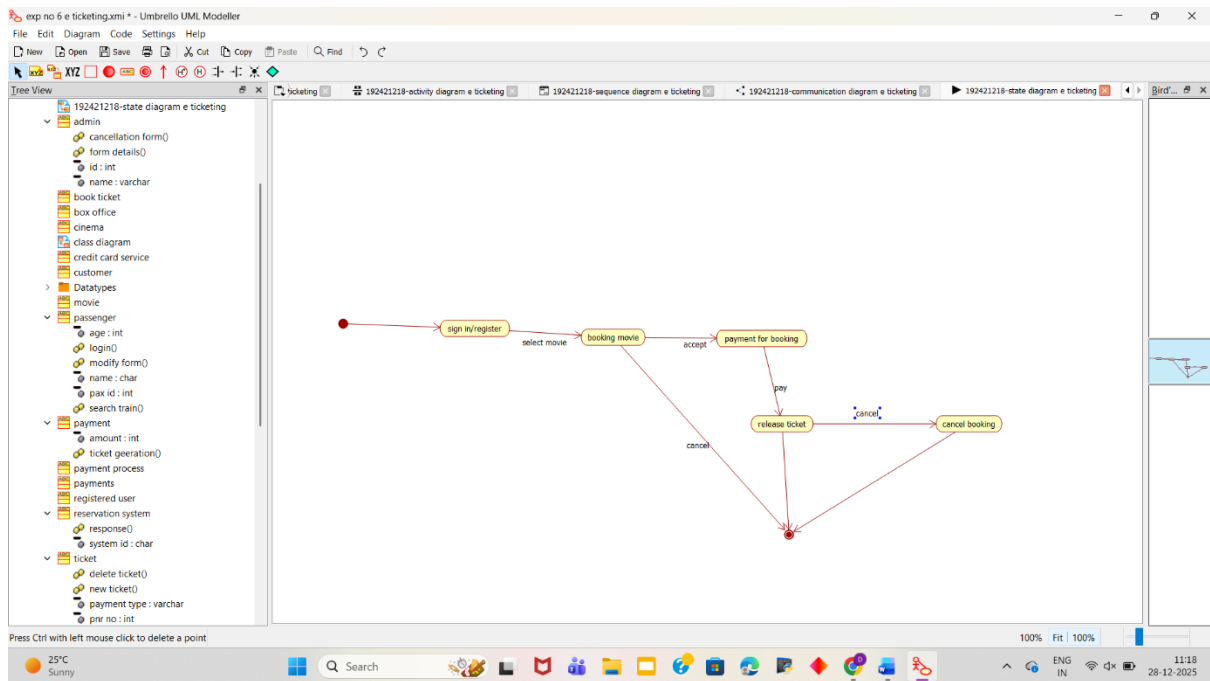 exp no 6 e ticketing.xmi * - Umbrello UML Modeller
File Edit Diagram Code Settings Help
New Open Save Cut Copy Paste Find
XYZ XYZ ABC
Tree View
ticketing 192421218-activity diagram e ticketing 192421218-sequence diagram e ticketing 192421218-communication diagram e ticketing 192421218-state diagram e ticketing
Bird'...
192421218-state diagram e ticketing
admin
cancellation form()
form details()
id : int
name : varchar
book ticket
box office
cinema
class diagram
credit card service
customer
Datatypes
movie
passenger
age : int
login()
modify form()
name : char
pax id : int
search train()
payment
amount : int
ticket geeration()
payment process
payments
registered user
reservation system
response()
system id : char
ticket
delete ticket()
new ticket()
payment type : varchar
pnr no : int
sign in/register
select movie
booking movie
accept
payment for booking
pay
release ticket
cancel
cancel booking
cancel
Press Ctrl with left mouse click to delete a point
100% Fit 100%
25°C
Sunny
Search
ENG
IN
11:18
28-12-2025